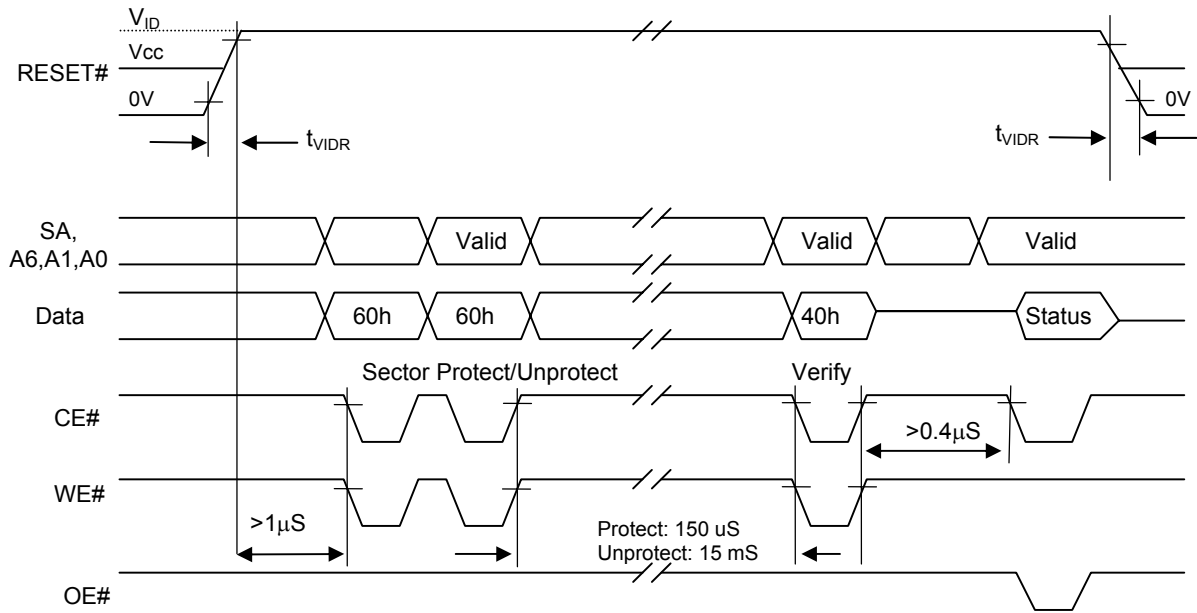 VID
Vcc
RESET#
0V
0V
tVIDR
tVIDR
SA,
A6,A1,A0
Valid
Valid
Valid
Data
60h
60h
40h
Status
Sector Protect/Unprotect
Verify
CE#
>0.4μS
WE#
>1μS
Protect: 150 uS
Unprotect: 15 mS
OE#